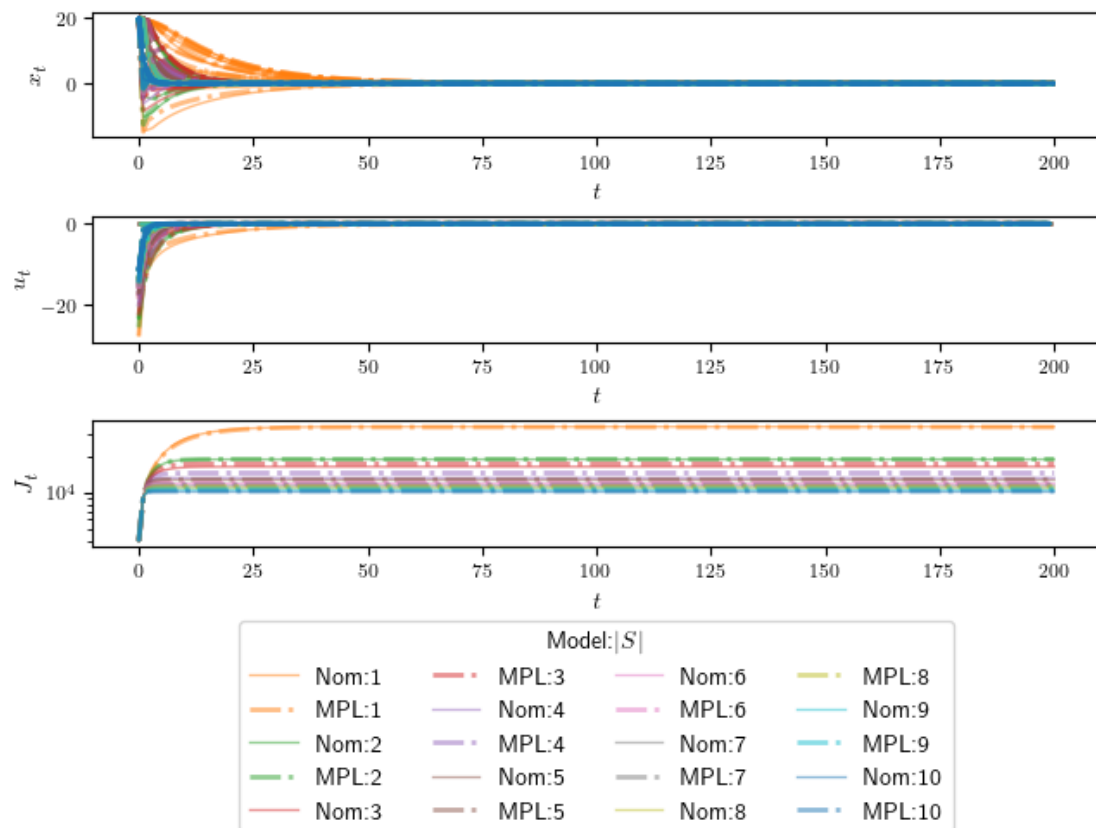 20
0
x_t
0 25 50 75 100 125 150 175 200
t
0
−20
u_t
0 25 50 75 100 125 150 175 200
t
10^4
J_t
0 25 50 75 100 125 150 175 200
t
Model:|S|
Nom:1 MPL:3 Nom:6 MPL:8
MPL:1 Nom:4 MPL:6 Nom:9
Nom:2 MPL:4 Nom:7 MPL:9
MPL:2 Nom:5 MPL:7 Nom:10
Nom:3 MPL:5 Nom:8 MPL:10